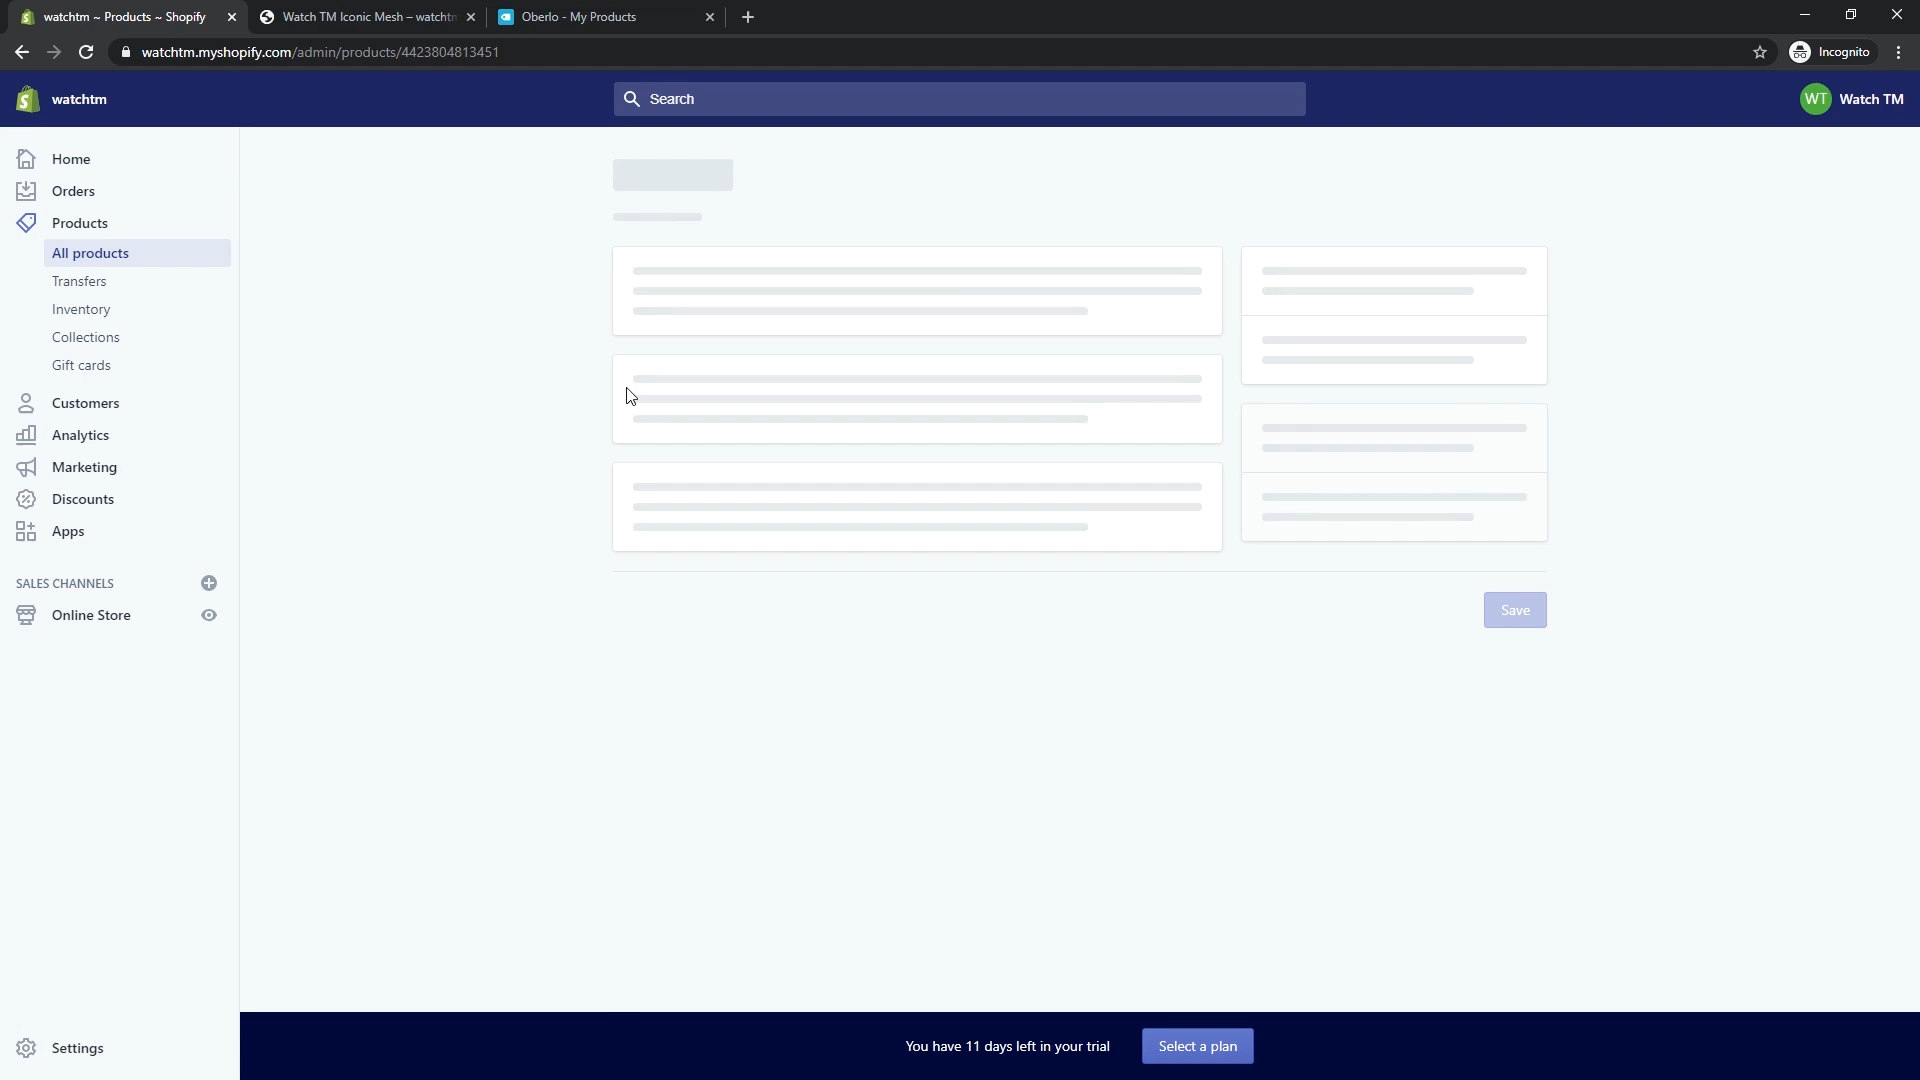 watchtm ~ Products ~ Shopify
Watch TM Iconic Mesh – watchtm
Oberlo - My Products
watchtm.myshopify.com/admin/products/4423804813451
Incognito
watchtm
Search
WT
Watch TM
Home
Orders
Products
All products
Transfers
Inventory
Collections
Gift cards
Customers
Analytics
Marketing
Discounts
Apps
SALES CHANNELS
Online Store
Save
Settings
You have 11 days left in your trial
Select a plan